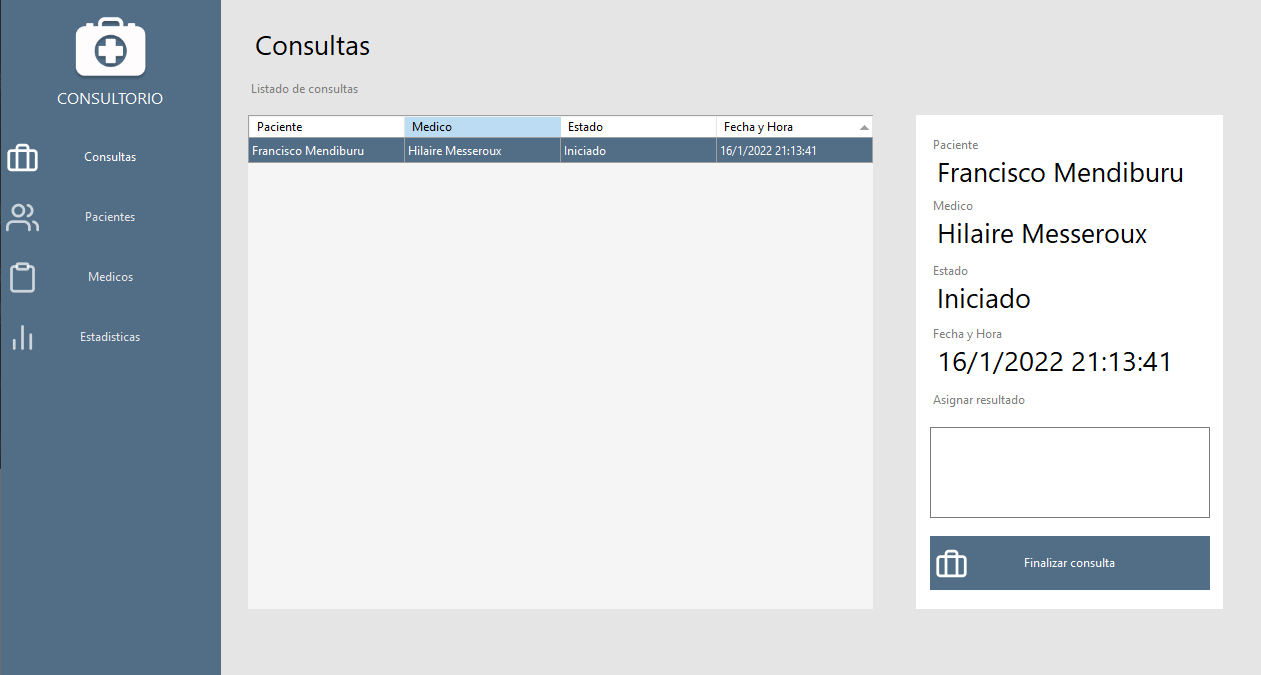 CONSULTORIO
Consultas
Pacientes
Medicos
Estadisticas
Consultas
Listado de consultas
Paciente Medico Estado Fecha y Hora
Francisco Mendiburu Hilaire Messeroux Iniciado 16/1/2022 21:13:41
Paciente
Francisco Mendiburu
Medico
Hilaire Messeroux
Estado
Iniciado
Fecha y Hora
16/1/2022 21:13:41
Asignar resultado
Finalizar consulta